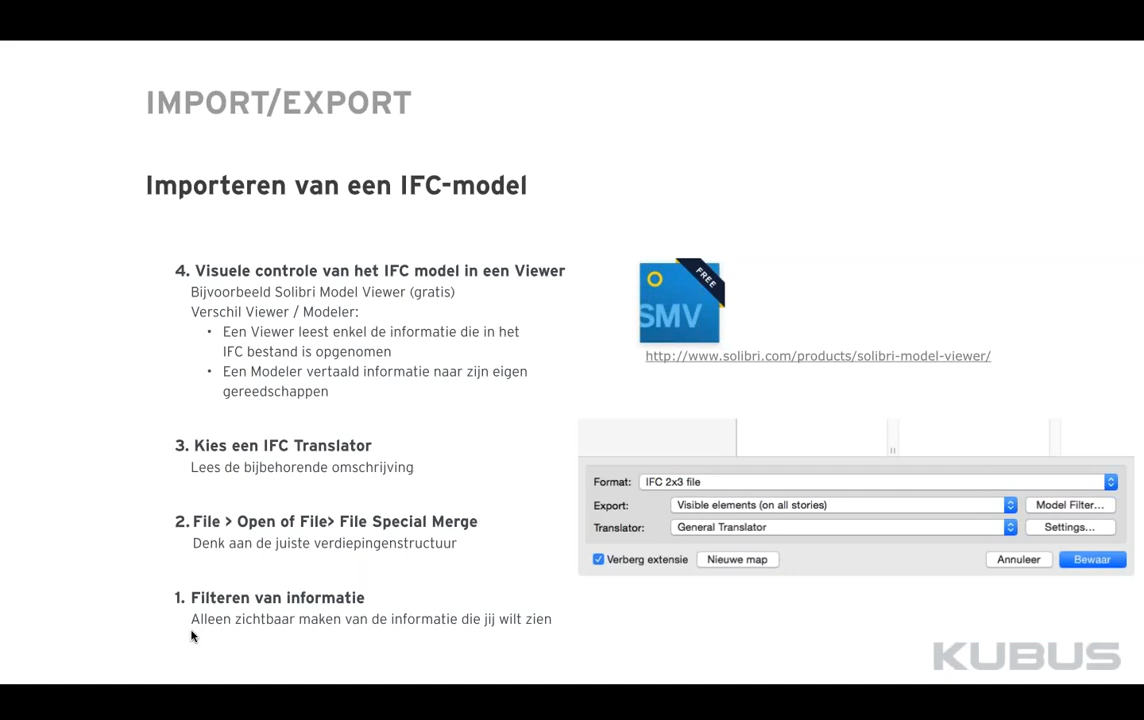 IMPORT/EXPORT
Importeren van een IFC-model
4. Visuele controle van het IFC model in een Viewer
Bijvoorbeeld Solibri Model Viewer (gratis)
Verschil Viewer / Modeler:
• Een Viewer leest enkel de informatie die in het
IFC bestand is opgenomen
• Een Modeler vertaald informatie naar zijn eigen
gereedschappen
3. Kies een IFC Translator
Lees de bijbehorende omschrijving
2. File > Open of File> File Special Merge
Denk aan de juiste verdiepingenstructuur
1. Filteren van informatie
Alleen zichtbaar maken van de informatie die jij wilt zien
FREE
SMV
http://www.solibri.com/products/solibri-model-viewer/
Format: IFC 2x3 file
Export: Visible elements (on all stories) Model Filter...
Translator: General Translator Settings...
Verberg extensie Nieuwe map Annuleer Bewaar
KUBUS